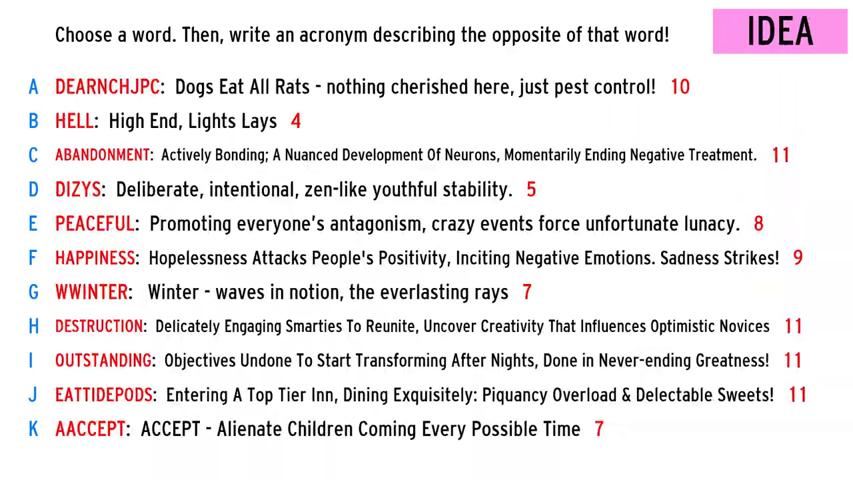 Choose a word. Then, write an acronym describing the opposite of that word!
IDEA
A DEARNCHJPC: Dogs Eat All Rats - nothing cherished here, just pest control! 10
B HELL: High End, Lights Lays 4
C ABANDONMENT: Actively Bonding; A Nuanced Development Of Neurons, Momentarily Ending Negative Treatment. 11
D DIZYS: Deliberate, intentional, zen-like youthful stability. 5
E PEACEFUL: Promoting everyone's antagonism, crazy events force unfortunate lunacy. 8
F HAPPINESS: Hopelessness Attacks People's Positivity, Inciting Negative Emotions. Sadness Strikes! 9
G WWINTER: Winter - waves in notion, the everlasting rays 7
H DESTRUCTION: Delicately Engaging Smarties To Reunite, Uncover Creativity That Influences Optimistic Novices 11
I OUTSTANDING: Objectives Undone To Start Transforming After Nights, Done in Never-ending Greatness! 11
J EATTIDEPODS: Entering A Top Tier Inn, Dining Exquisitely: Piquancy Overload & Delectable Sweets! 11
K AACCEPT: ACCEPT - Alienate Children Coming Every Possible Time 7